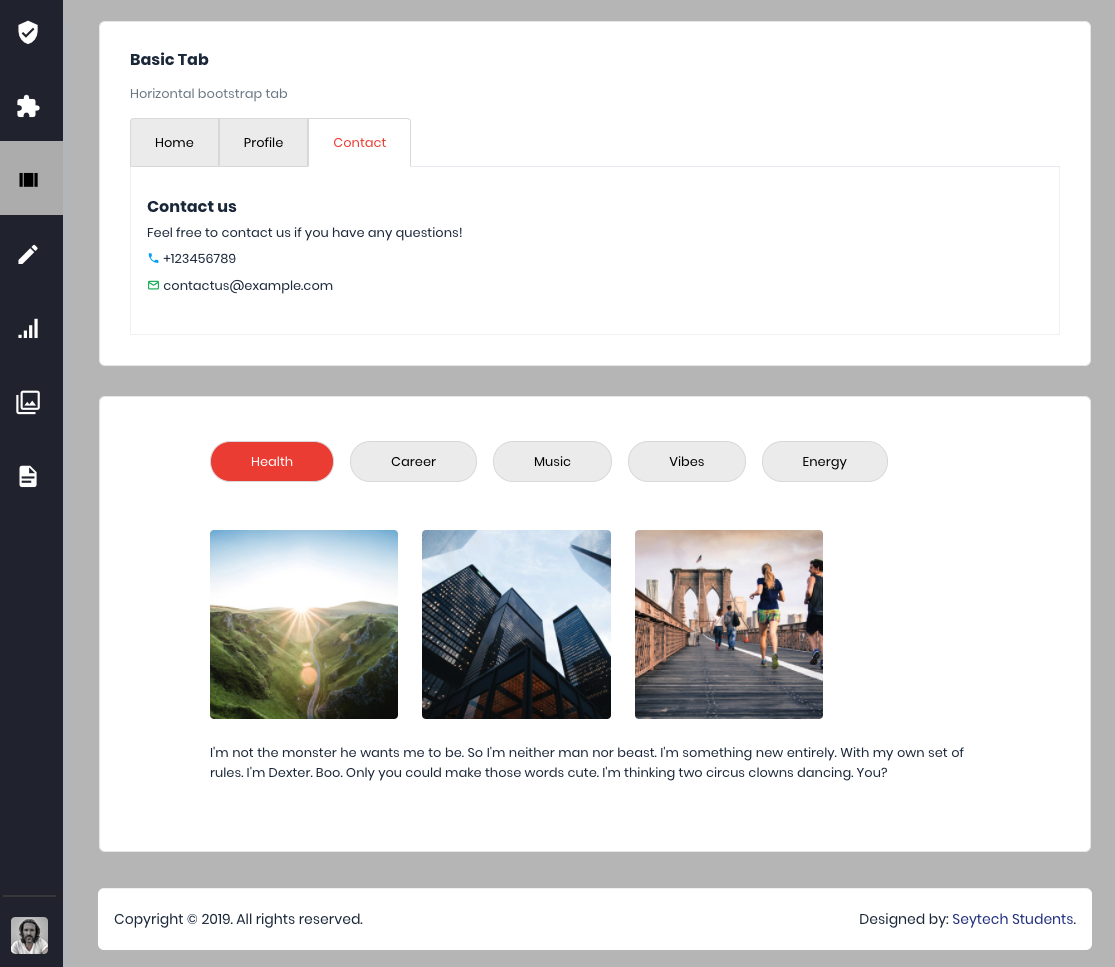 Basic Tab
Horizontal bootstrap tab
Home Profile Contact
Contact us
Feel free to contact us if you have any questions!
+123456789
contactus@example.com
Health Career Music Vibes Energy
I'm not the monster he wants me to be. So I'm neither man nor beast. I'm something new entirely. With my own set of
rules. I'm Dexter. Boo. Only you could make those words cute. I'm thinking two circus clowns dancing. You?
Copyright © 2019. All rights reserved. Designed by: Seytech Students.